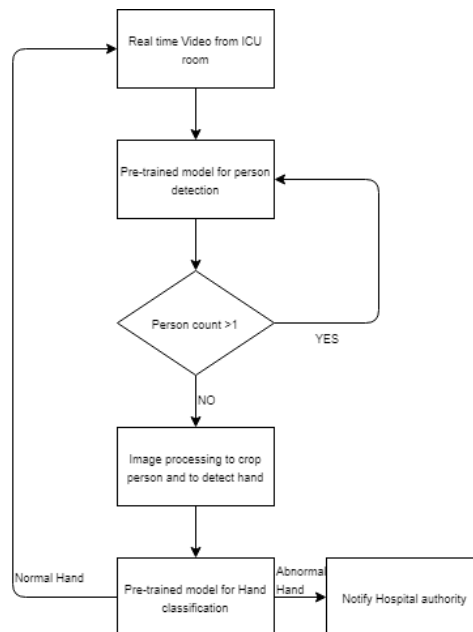 Real time Video from ICU
room
Pre-trained model for person
detection
Person count >1
YES
NO
Image processing to crop
person and to detect hand
Normal Hand
Pre-trained model for Hand
classification
Abnormal
Hand
Notify Hospital authority